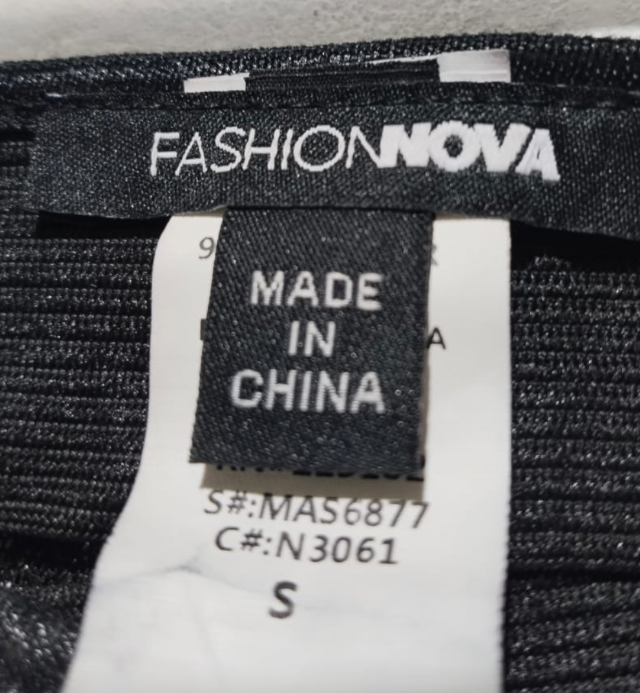 FASHIONNOVA
MADE
IN
CHINA
S#:MAS6877
C#:N3061
S